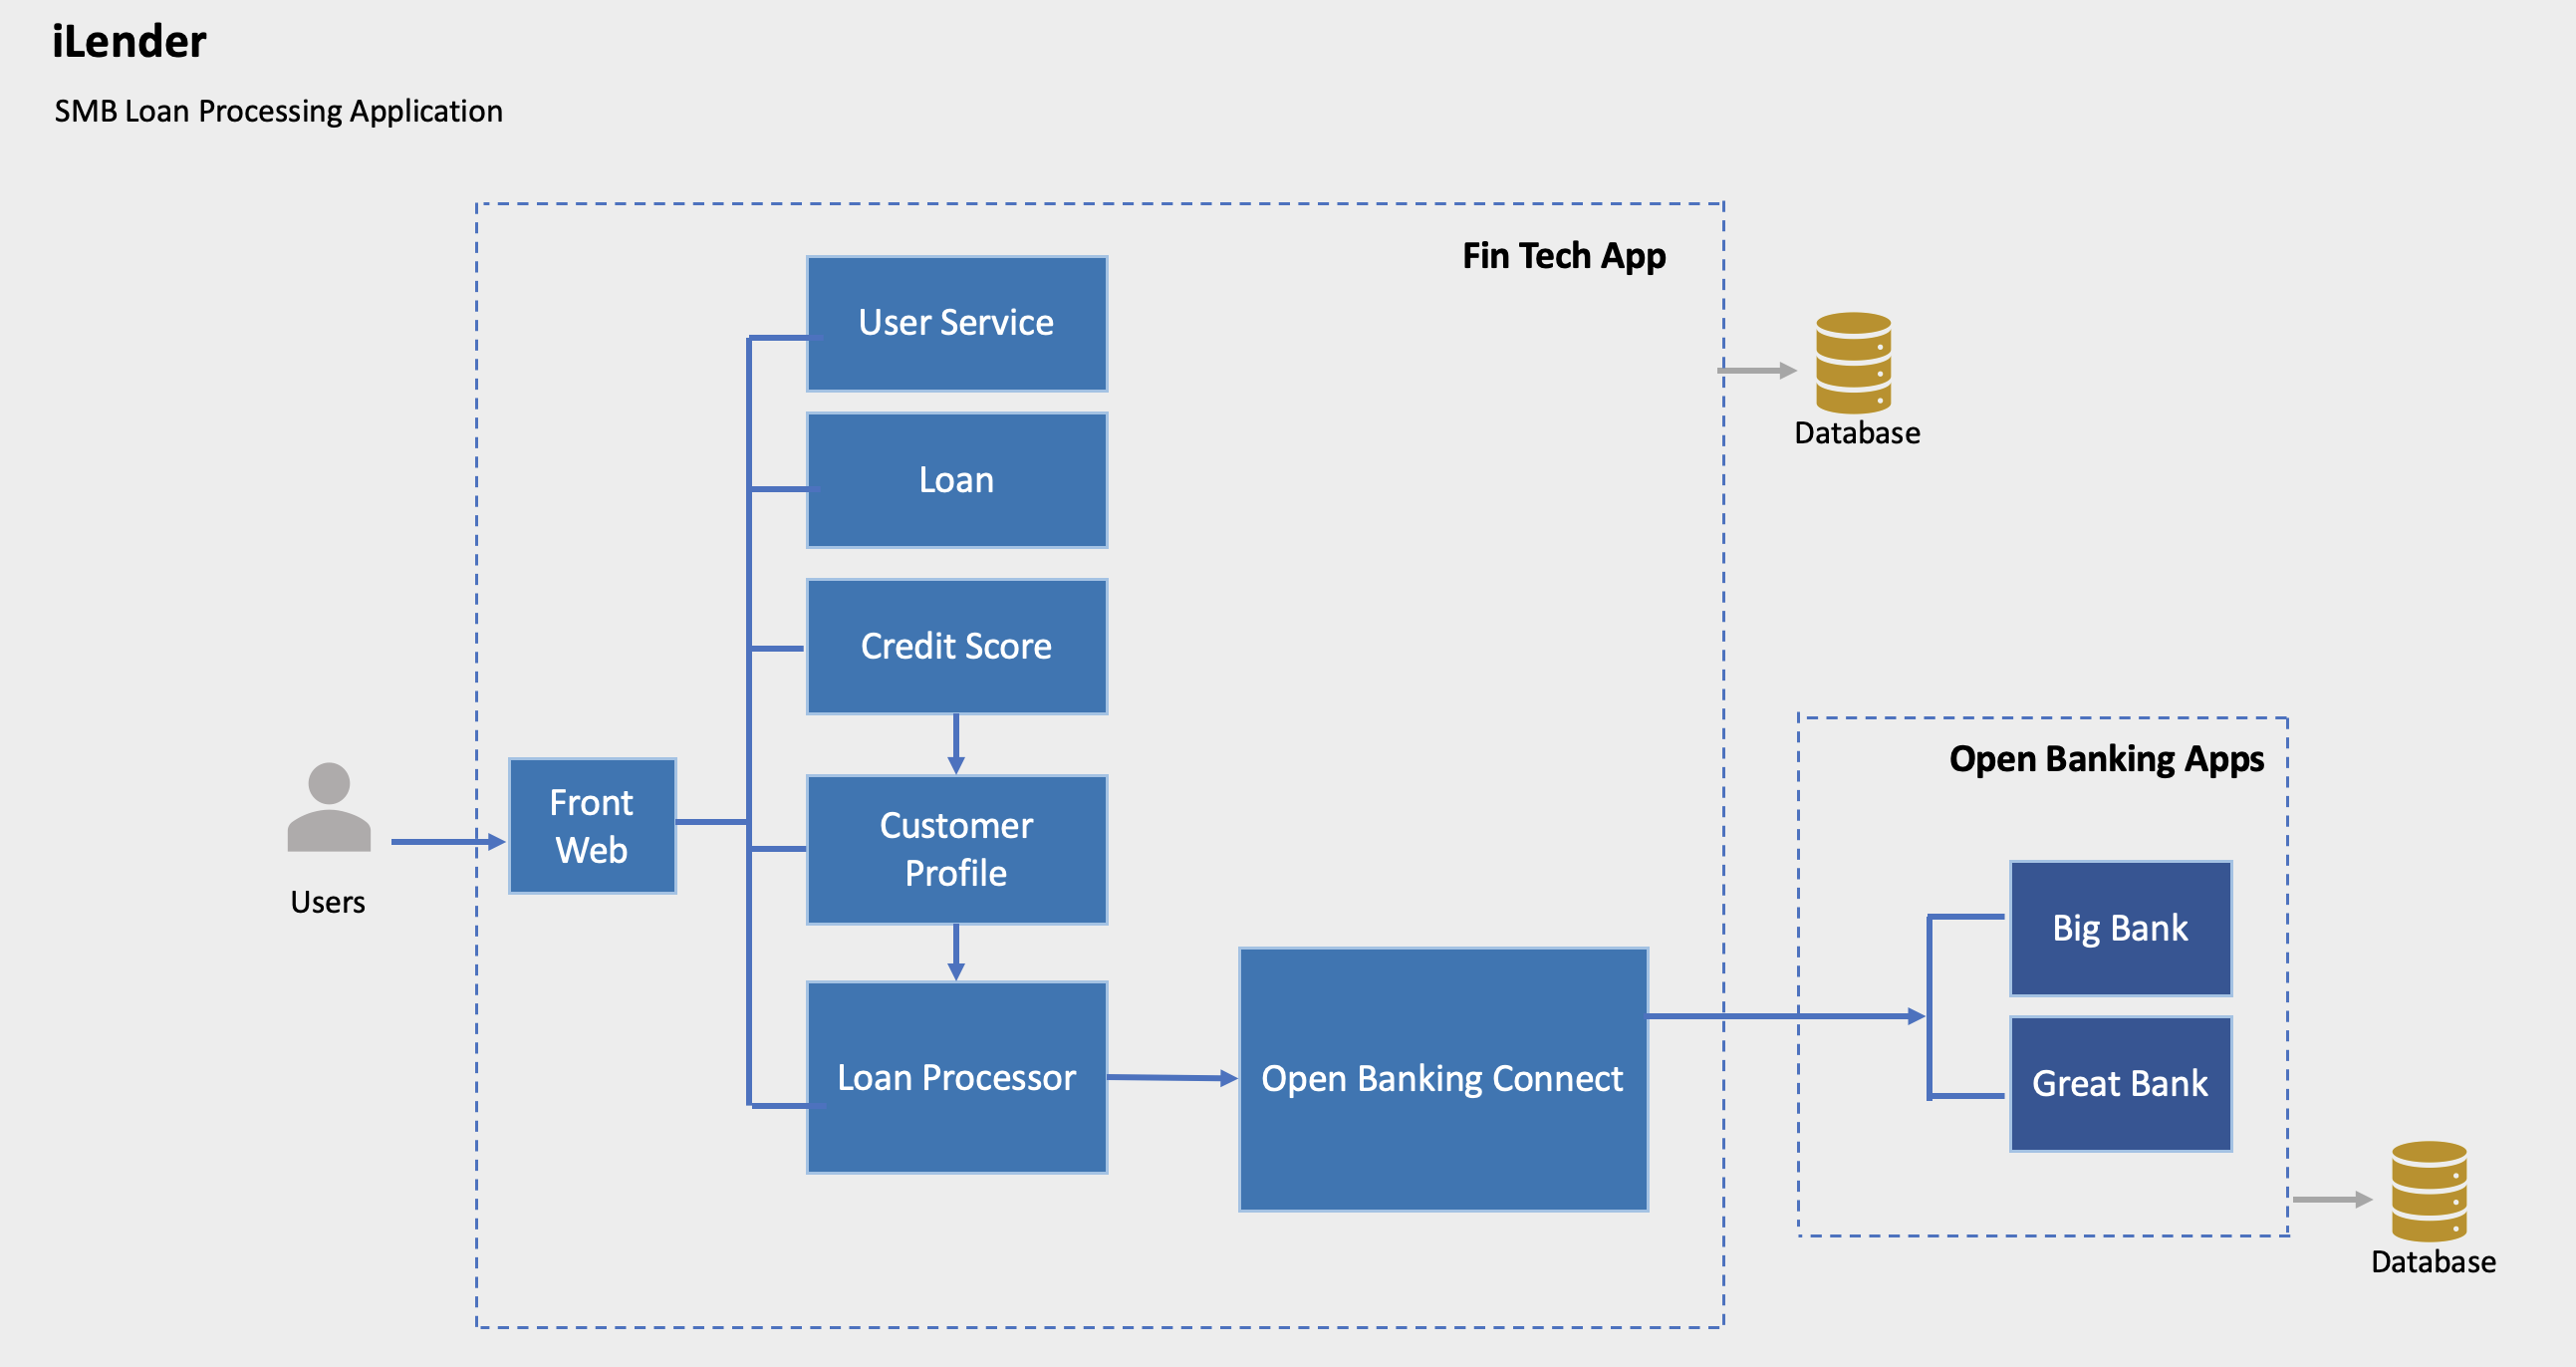 iLender
SMB Loan Processing Application
Fin Tech App
User Service
Loan
Credit Score
Front
Web
Customer
Profile
Loan Processor
Open Banking Connect
Users
Database
Open Banking Apps
Big Bank
Great Bank
Database